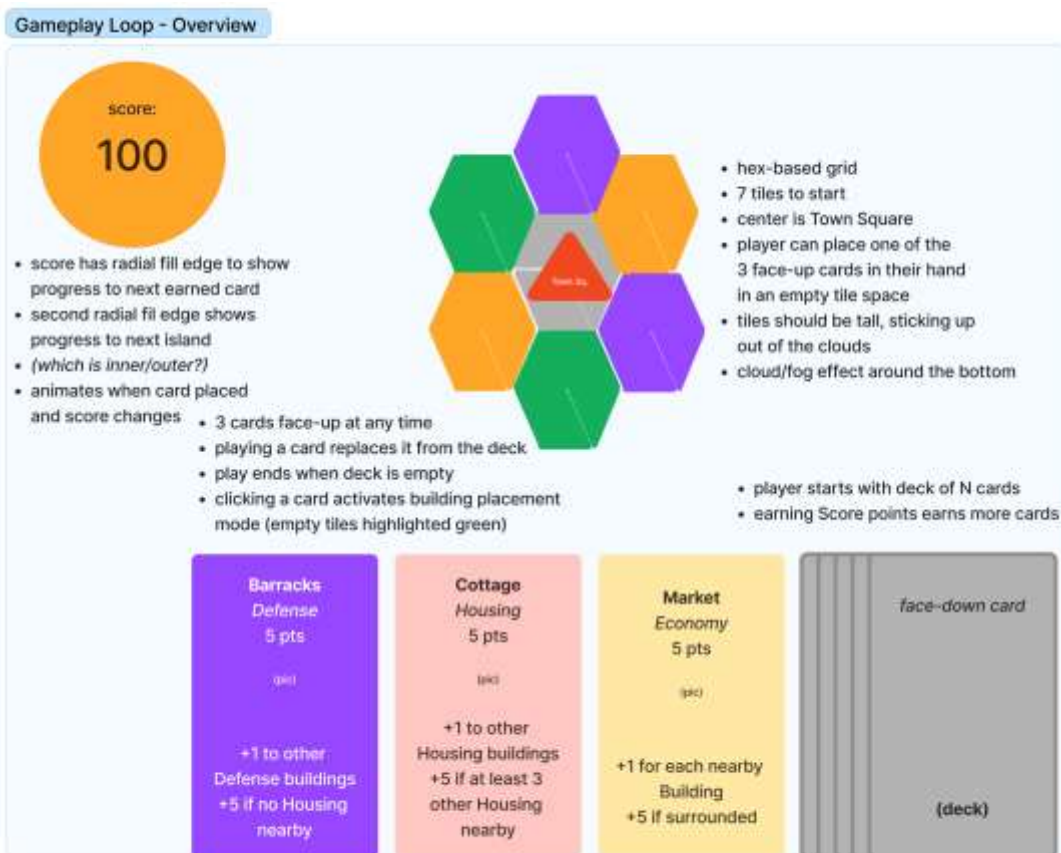 Gameplay Loop - Overview
score:
100
• score has radial fill edge to show
progress to next earned card
• second radial fil edge shows
progress to next island
• (which is inner/outer?)
• animates when card placed
and score changes
Town Sq.
• hex-based grid
• 7 tiles to start
• center is Town Square
• player can place one of the
3 face-up cards in their hand
in an empty tile space
• tiles should be tall, sticking up
out of the clouds
• cloud/fog effect around the bottom
• 3 cards face-up at any time
• playing a card replaces it from the deck
• play ends when deck is empty
• clicking a card activates building placement
mode (empty tiles highlighted green)
• player starts with deck of N cards
• earning Score points earns more cards
Barracks
Defense
5 pts
(pic)
+1 to other
Defense buildings
+5 if no Housing
nearby
Cottage
Housing
5 pts
(pic)
+1 to other
Housing buildings
+5 if at least 3
other Housing
nearby
Market
Economy
5 pts
(pic)
+1 for each nearby
Building
+5 if surrounded
face-down card
(deck)